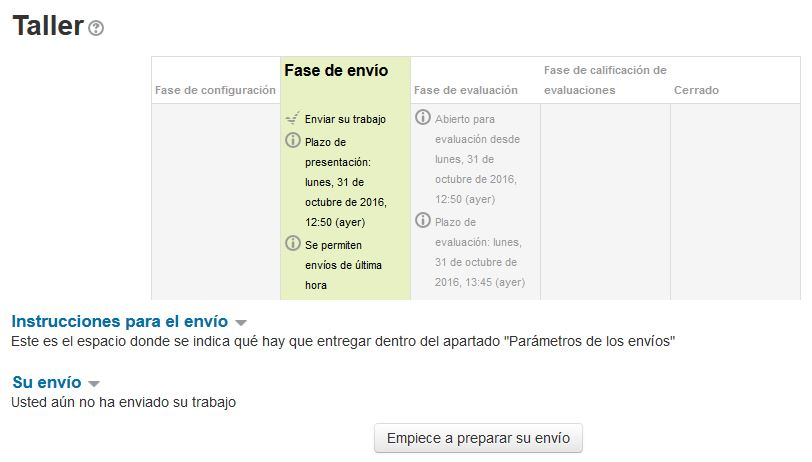 Taller
Fase de configuración
Fase de envío
Enviar su trabajo
Plazo de
presentación:
lunes, 31 de
octubre de 2016,
12:50 (ayer)
Se permiten
envíos de última
hora
Fase de evaluación
Abierto para
evaluación desde
lunes, 31 de
octubre de 2016,
12:50 (ayer)
Plazo de
evaluación: lunes,
31 de octubre de
2016, 13:45 (ayer)
Fase de calificación de
evaluaciones
Cerrado
Instrucciones para el envío
Este es el espacio donde se indica qué hay que entregar dentro del apartado "Parámetros de los envíos"
Su envío
Usted aún no ha enviado su trabajo
Empiece a preparar su envío